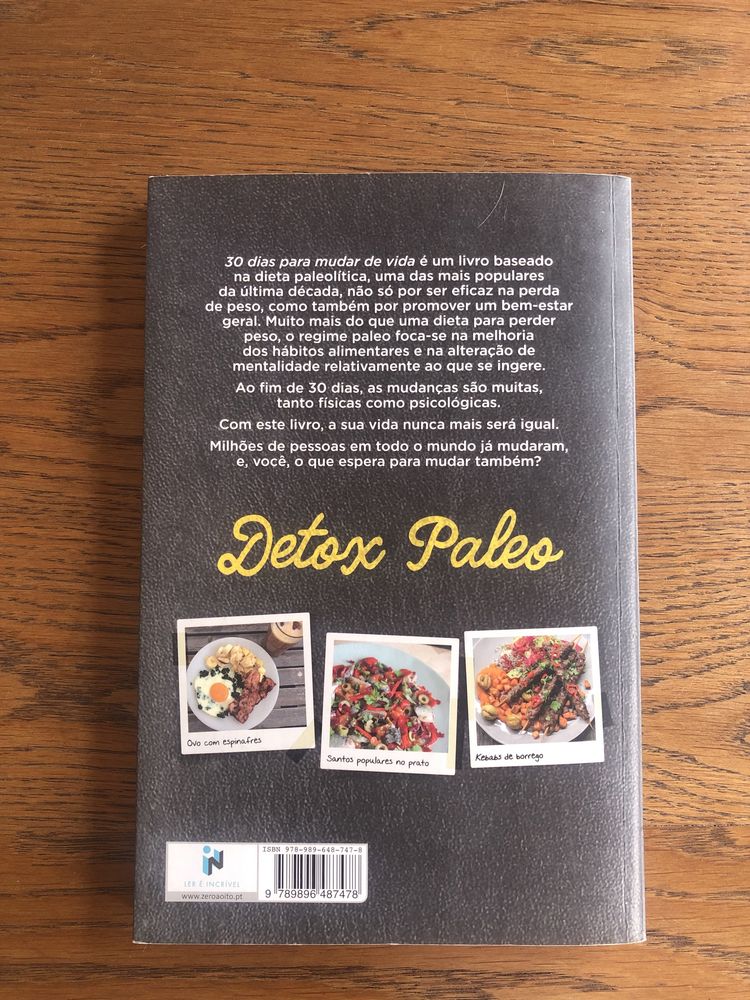 30 dias para mudar de vida é um livro baseado
na dieta paleolítica, uma das mais populares
da última década, não só por ser eficaz na perda
de peso, como também por promover um bem-estar
geral. Muito mais do que uma dieta para perder
peso, o regime paleo foca-se na melhoria
dos hábitos alimentares e na alteração de
mentalidade relativamente ao que se ingere.
Ao fim de 30 dias, as mudanças são muitas,
tanto físicas como psicológicas.
Com este livro, a sua vida nunca mais será igual.
Milhões de pessoas em todo o mundo já mudaram,
e, você, o que espera para mudar também?
Detox Paleo
Ovo com espinafres
Santos populares no prato
Kebabs de borrego
IN
LER É INCRÍVEL
www.zeroaoito.pt
ISBN 978-989-648-747-8
9 789896 487478